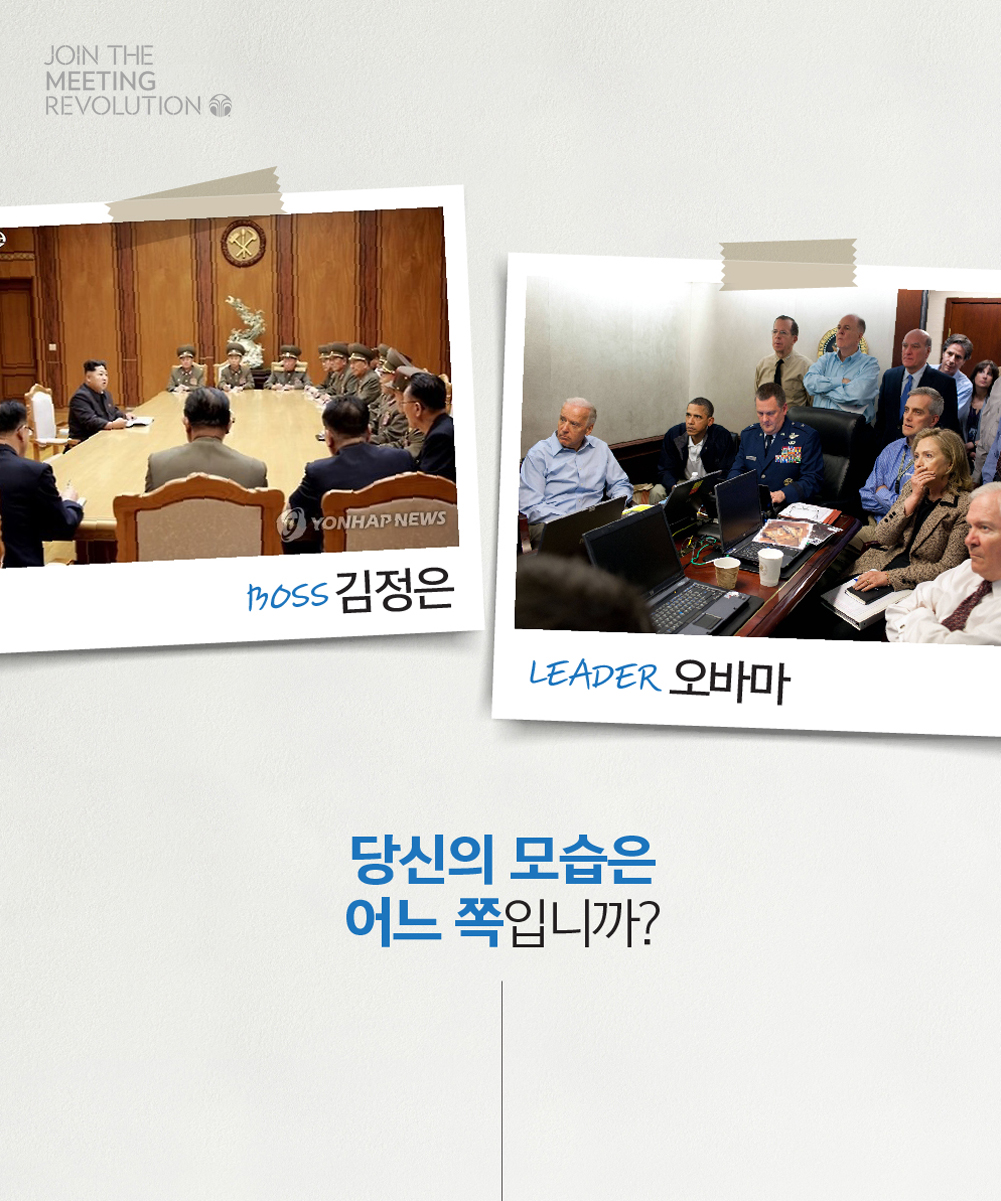 JOIN THE
MEETING
REVOLUTION
YONHAP NEWS
BOSS 김정은
LEADER 오바마
당신의 모습은
어느 쪽입니까?